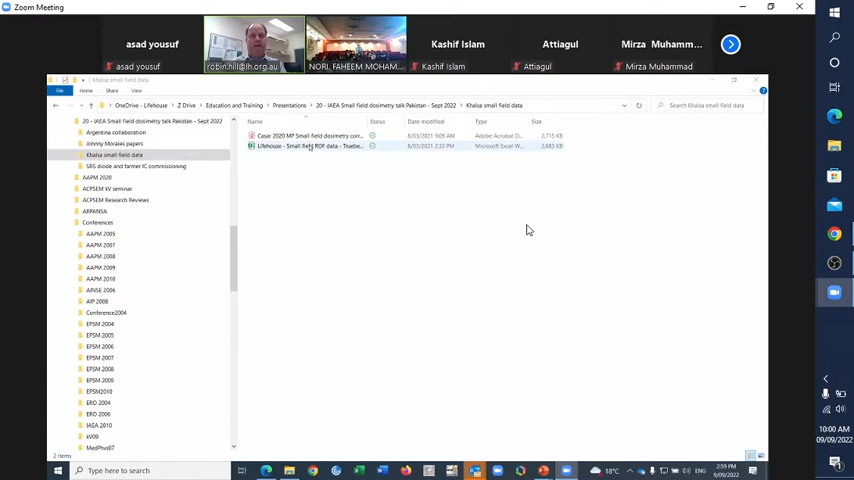 Zoom Meeting
asad yousuf
Kashif Islam
Attiagul
Mirza Muhamm...
asad yousuf
robin.hill@lh.org.au
NORI, FAHEEM MOHAM...
Kashif Islam
Attiagul
Mirza Muhammad
Khalsa small field data
File
Home
Share
View
OneDrive - Lifehouse > Z Drive > Education and Training > Presentations > 20 - IAEA Small field dosimetry talk Pakistan - Sept 2022 > Khalsa small field data
Search Khalsa small field data
20 - IAEA Small field dosimetry talk Pakistan - Sept 2022
Argentina collaboration
Johnny Morales papers
Khalsa small field data
SRS diode and farmer IC commissioning
AAPM 2020
ACPSEM kV seminar
ACPSEM Research Reviews
ARPANSA
Conferences
AAPM 2005
AAPM 2007
AAPM 2008
AAPM 2009
AAPM 2010
AINSE 2006
AIP 2008
Conference2004
EPSM 2004
EPSM 2005
EPSM 2006
EPSM 2007
EPSM 2008
EPSM 2009
EPSM2010
ERO 2004
ERO 2006
IAEA 2010
kV09
MedPhys07
Name
Status
Date modified
Type
Size
Casar 2020 MP Small field dosimetry com...
8/03/2021 9:09 AM
Adobe Acrobat D...
2,715 KB
Lifehouse - Small field ROF data - Truebe...
8/03/2021 2:33 PM
Microsoft Excel W...
2,683 KB
2 items
Type here to search
18°C
ENG
2:59 PM
9/09/2022
10:00 AM
09/09/2022